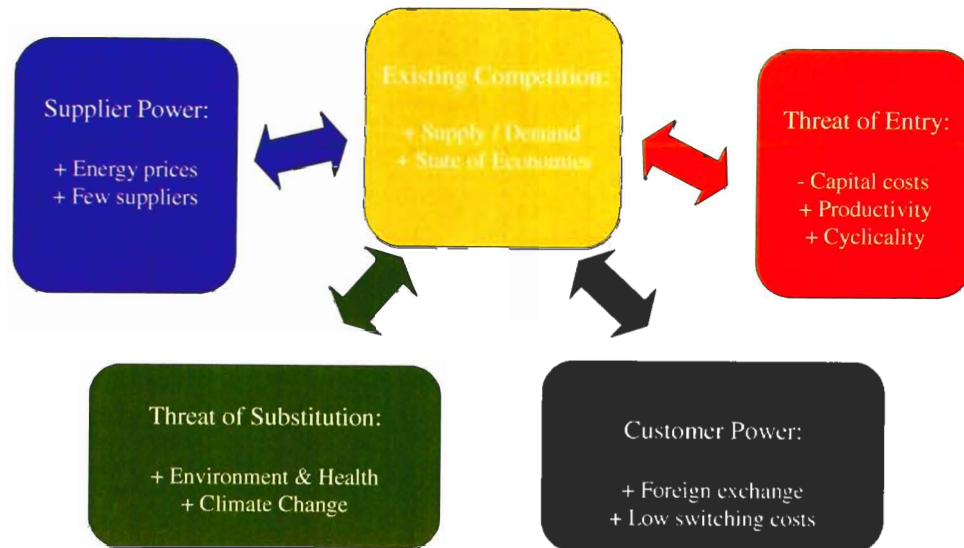 Existing Competition:
+ Supply / Demand
+ State of Economies
Supplier Power:
+ Energy prices
+ Few suppliers
Threat of Entry:
- Capital costs
+ Productivity
+ Cyclicality
Threat of Substitution:
+ Environment & Health
+ Climate Change
Customer Power:
+ Foreign exchange
+ Low switching costs